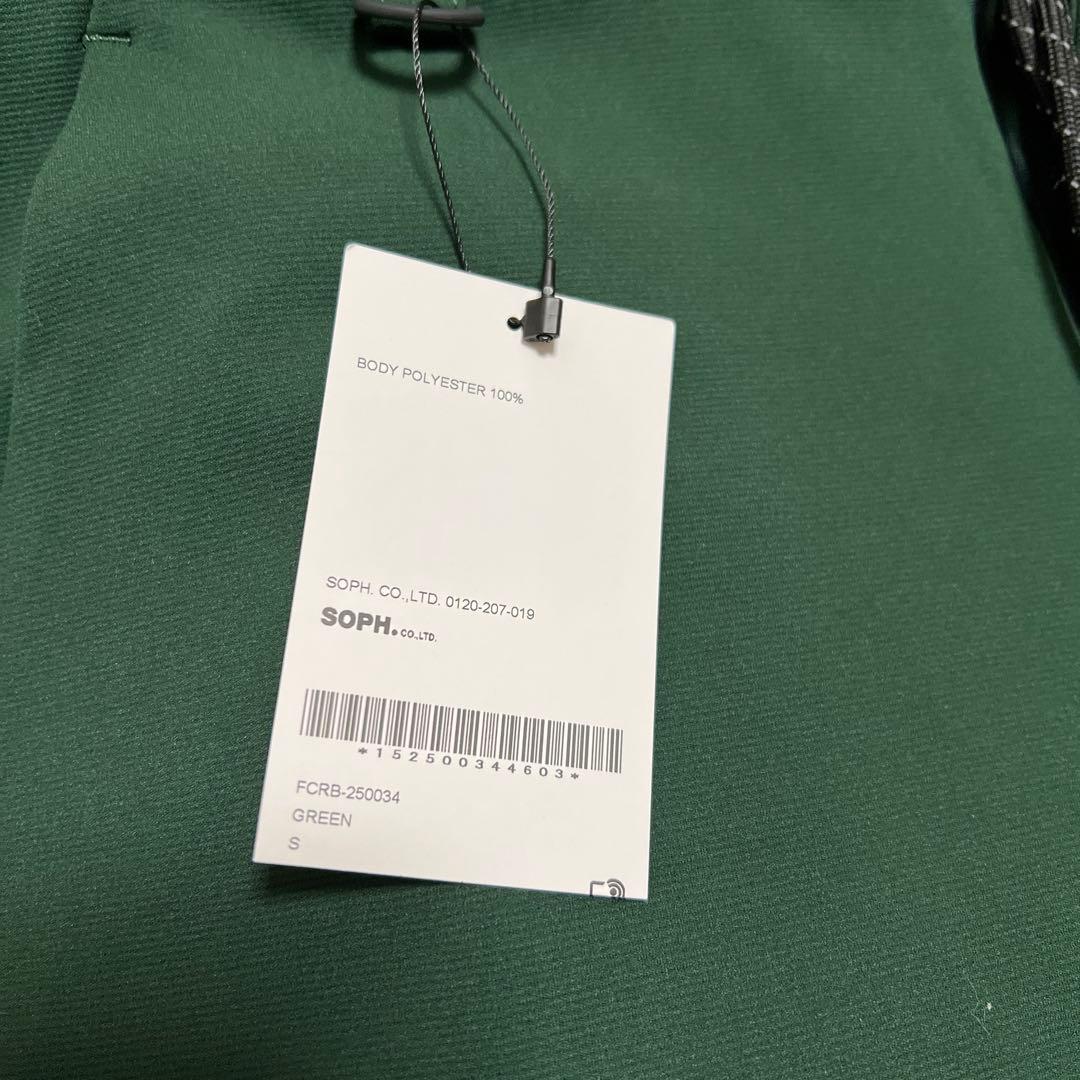 BODY POLYESTER 100%
SOPH. CO.,LTD. 0120-207-019
SOPH. CO.,LTD.
*152500344603*
FCRB-250034
GREEN
S